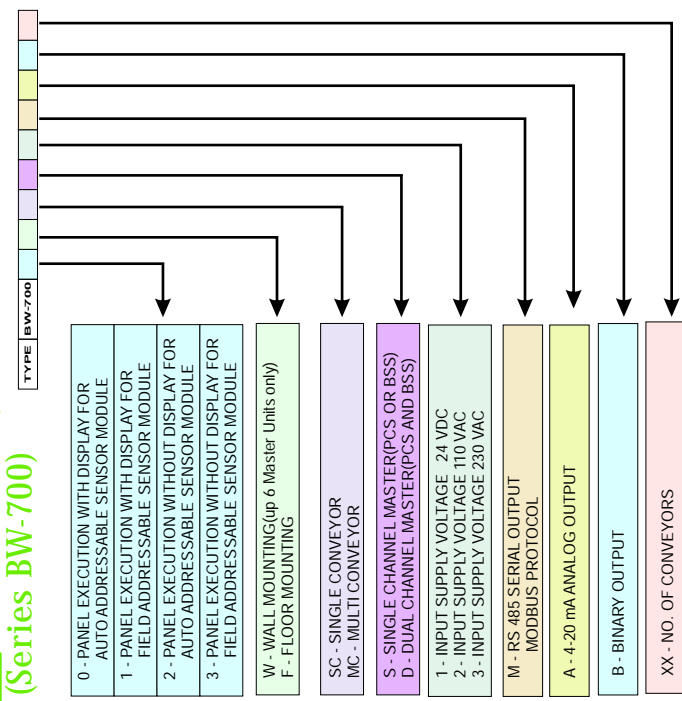 (Series BW-700)
TYPE BW-700
0 - PANEL EXECUTION WITH DISPLAY FOR
AUTO ADDRESSABLE SENSOR MODULE
1 - PANEL EXECUTION WITH DISPLAY FOR
FIELD ADDRESSABLE SENSOR MODULE
2 - PANEL EXECUTION WITHOUT DISPLAY FOR
AUTO ADDRESSABLE SENSOR MODULE
3 - PANEL EXECUTION WITHOUT DISPLAY FOR
FIELD ADDRESSABLE SENSOR MODULE
W - WALL MOUNTING(up 6 Master Units only)
F - FLOOR MOUNTING
SC - SINGLE CONVEYOR
MC - MULTI CONVEYOR
S - SINGLE CHANNEL MASTER(PCS OR BSS)
D - DUAL CHANNEL MASTER(PCS AND BSS)
1 - INPUT SUPPLY VOLTAGE 24 VDC
2 - INPUT SUPPLY VOLTAGE 110 VAC
3 - INPUT SUPPLY VOLTAGE 230 VAC
M - RS 485 SERIAL OUTPUT
MODBUS PROTOCOL
A - 4-20 mA ANALOG OUTPUT
B - BINARY OUTPUT
XX - NO. OF CONVEYORS